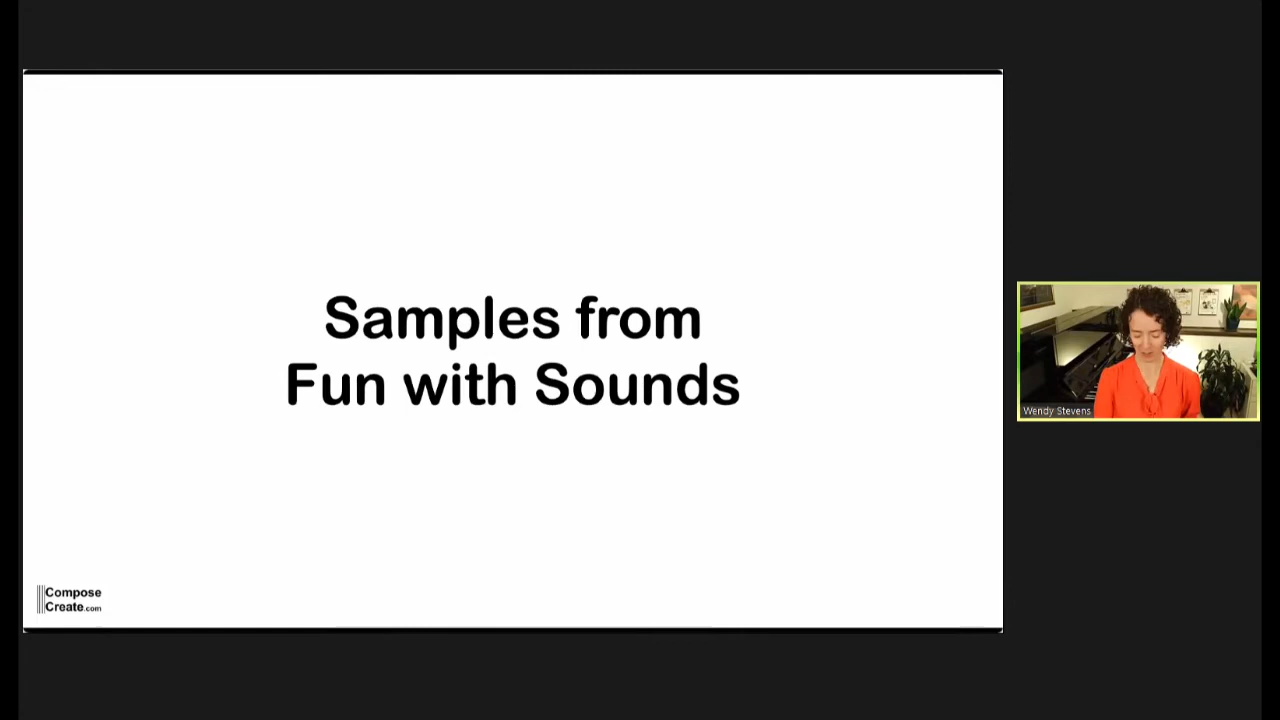 Samples from
Fun with Sounds
Compose
Create.com
Wendy Stevens